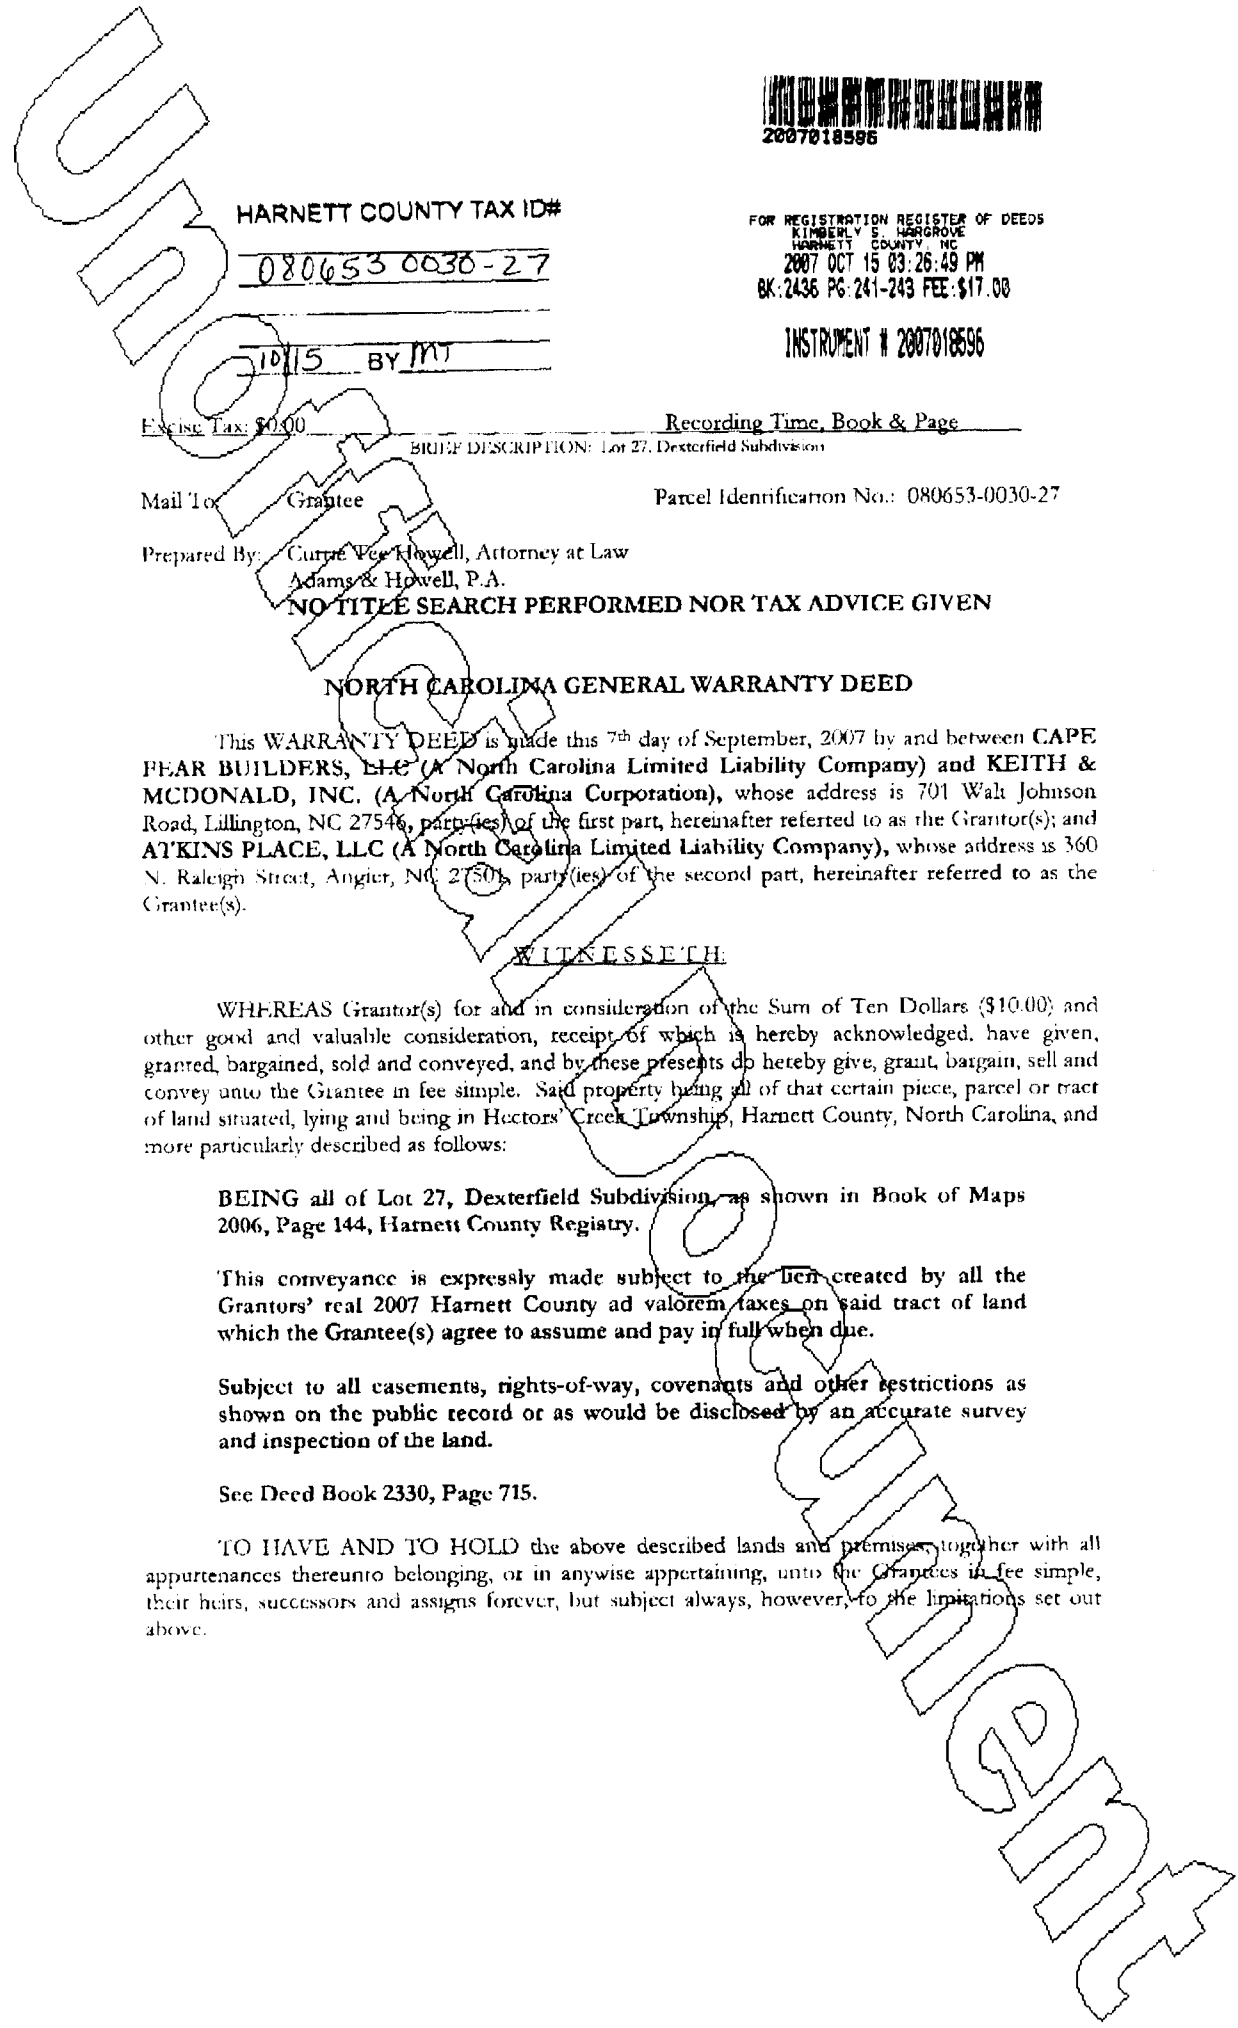 2007018596
HARNETT COUNTY TAX ID#
080653 0030-27
10/15 BY MT
FOR REGISTRATION REGISTER OF DEEDS
KIMBERLY S. HARGROVE
HARNETT COUNTY, NC
2007 OCT 15 03:26:49 PM
BK:2436 PG:241-243 FEE:$17.00
INSTRUMENT # 2007018596
Excise Tax: $0.00 Recording Time, Book & Page
BRIEF DESCRIPTION: Lot 27, Dexterfield Subdivision
Mail To: Grantee Parcel Identification No.: 080653-0030-27
Prepared By: Currie Tee Howell, Attorney at Law
Adams & Howell, P.A.
NO TITLE SEARCH PERFORMED NOR TAX ADVICE GIVEN
NORTH CAROLINA GENERAL WARRANTY DEED
This WARRANTY DEED is made this 7th day of September, 2007 by and between CAPE
FEAR BUILDERS, LLC (A North Carolina Limited Liability Company) and KEITH &
MCDONALD, INC. (A North Carolina Corporation), whose address is 701 Walt Johnson
Road, Lillington, NC 27546, party(ies) of the first part, hereinafter referred to as the Grantor(s); and
ATKINS PLACE, LLC (A North Carolina Limited Liability Company), whose address is 360
N. Raleigh Street, Angier, NC 27501, party(ies) of the second part, hereinafter referred to as the
Grantee(s).
WITNESSETH:
WHEREAS Grantor(s) for and in consideration of the Sum of Ten Dollars ($10.00) and
other good and valuable consideration, receipt of which is hereby acknowledged, have given,
granted, bargained, sold and conveyed, and by these presents do hereby give, grant, bargain, sell and
convey unto the Grantee in fee simple. Said property being all of that certain piece, parcel or tract
of land situated, lying and being in Hectors' Creek Township, Harnett County, North Carolina, and
more particularly described as follows:
BEING all of Lot 27, Dexterfield Subdivision, as shown in Book of Maps
2006, Page 144, Harnett County Registry.
This conveyance is expressly made subject to the lien created by all the
Grantors' real 2007 Harnett County ad valorem taxes on said tract of land
which the Grantee(s) agree to assume and pay in full when due.
Subject to all easements, rights-of-way, covenants and other restrictions as
shown on the public record or as would be disclosed by an accurate survey
and inspection of the land.
See Deed Book 2330, Page 715.
TO HAVE AND TO HOLD the above described lands and premises, together with all
appurtenances thereunto belonging, or in anywise appertaining, unto the Grantees in fee simple,
their heirs, successors and assigns forever, but subject always, however, to the limitations set out
above.
Unofficial Document